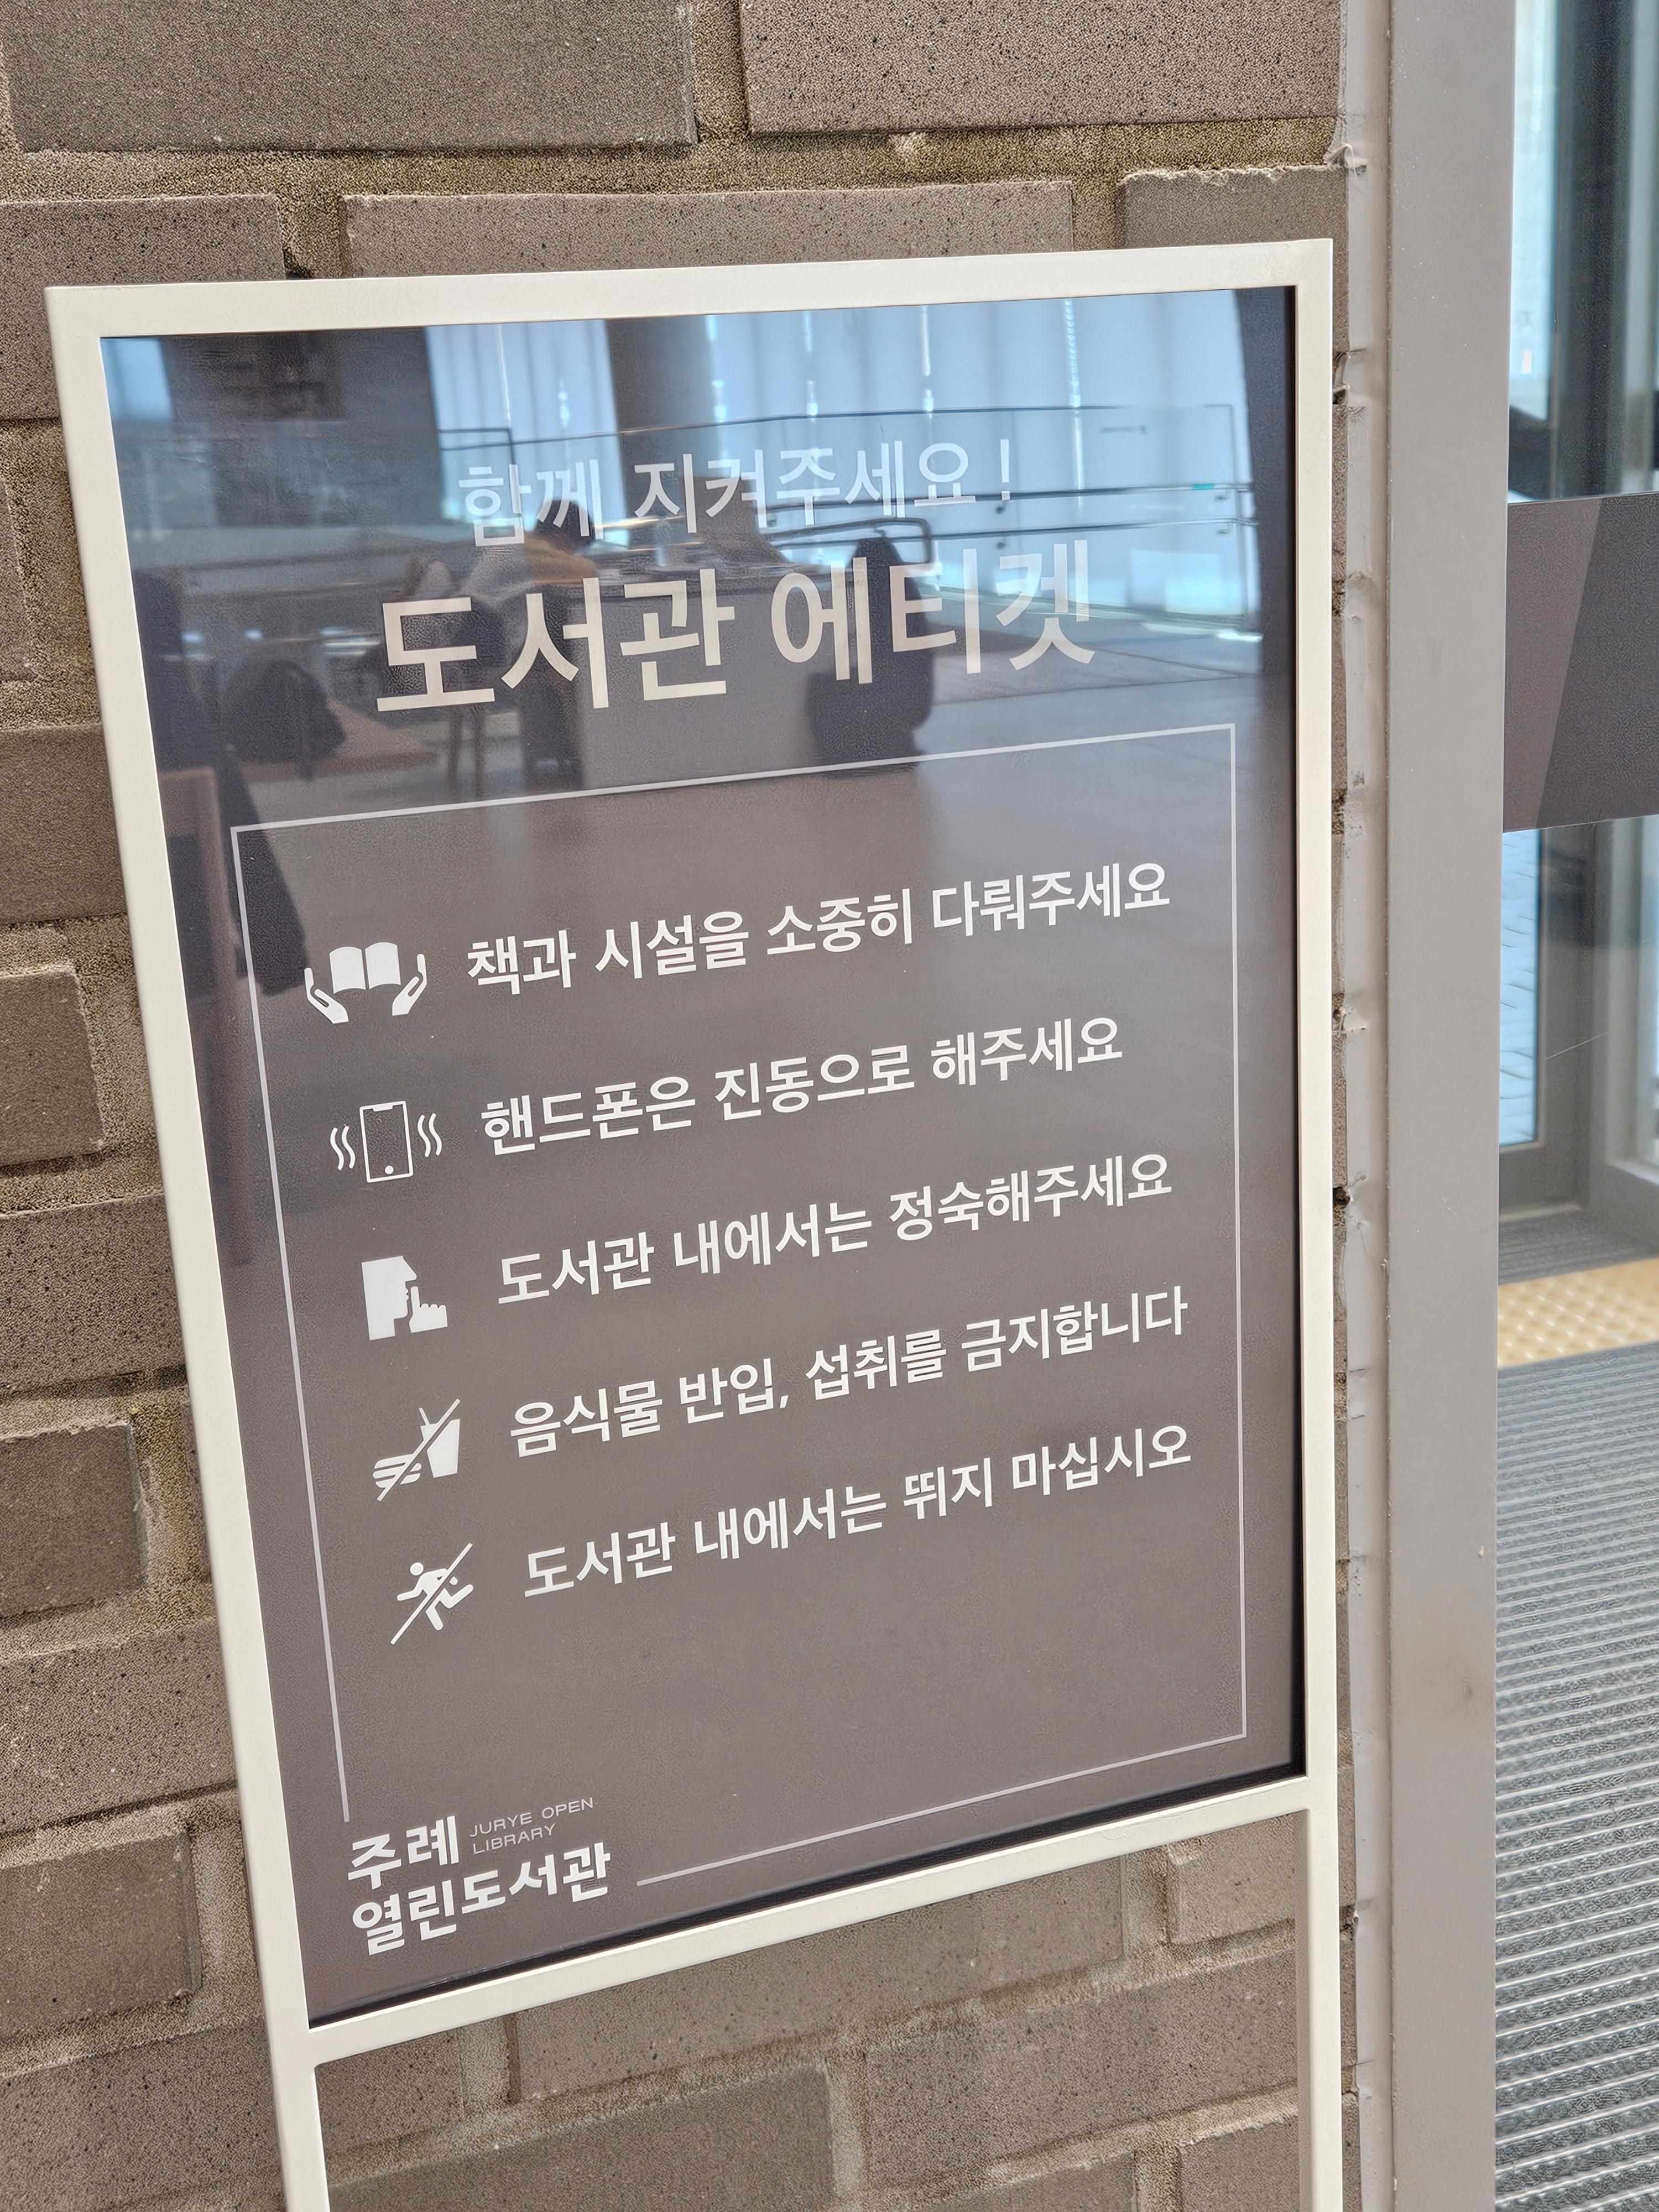 함께 지켜주세요!
도서관 에티켓
책과 시설을 소중히 다뤄주세요
핸드폰은 진동으로 해주세요
도서관 내에서는 정숙해주세요
음식물 반입, 섭취를 금지합니다
도서관 내에서는 뛰지 마십시오
주례 JURYE OPEN
LIBRARY
열린도서관